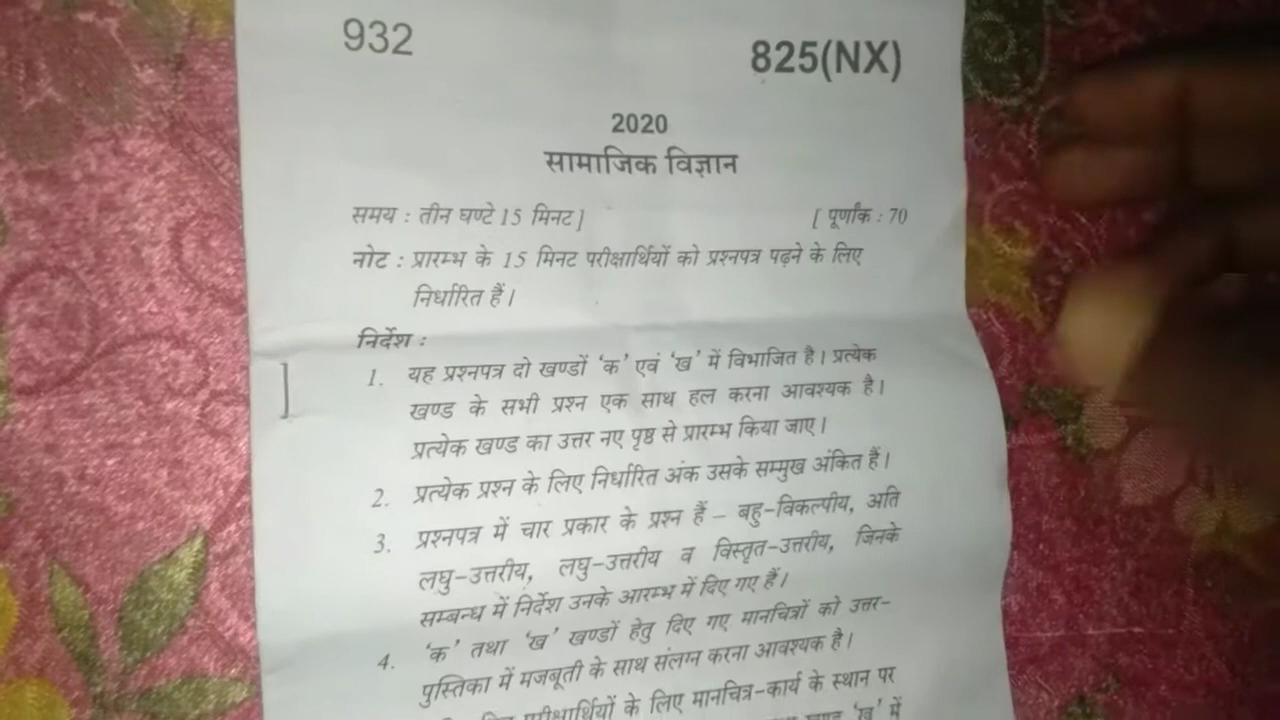 932
825(NX)
2020
सामाजिक विज्ञान
समय : तीन घण्टे 15 मिनट ] [ पूर्णांक : 70
नोट : प्रारम्भ के 15 मिनट परीक्षार्थियों को प्रश्नपत्र पढ़ने के लिए
निर्धारित हैं।
निर्देश :
1. यह प्रश्नपत्र दो खण्डों ‘क’ एवं ‘ख’ में विभाजित है। प्रत्येक
खण्ड के सभी प्रश्न एक साथ हल करना आवश्यक है।
प्रत्येक खण्ड का उत्तर नए पृष्ठ से प्रारम्भ किया जाए।
2. प्रत्येक प्रश्न के लिए निर्धारित अंक उसके सम्मुख अंकित हैं।
3. प्रश्नपत्र में चार प्रकार के प्रश्न हैं – बहु-विकल्पीय, अति
लघु-उत्तरीय, लघु-उत्तरीय व विस्तृत-उत्तरीय, जिनके
सम्बन्ध में निर्देश उनके आरम्भ में दिए गए हैं।
4. ‘क’ तथा ‘ख’ खण्डों हेतु दिए गए मानचित्रों को उत्तर-
पुस्तिका में मजबूती के साथ संलग्न करना आवश्यक है।
परीक्षार्थियों के लिए मानचित्र-कार्य के स्थान पर
खण्ड ‘ख’ में